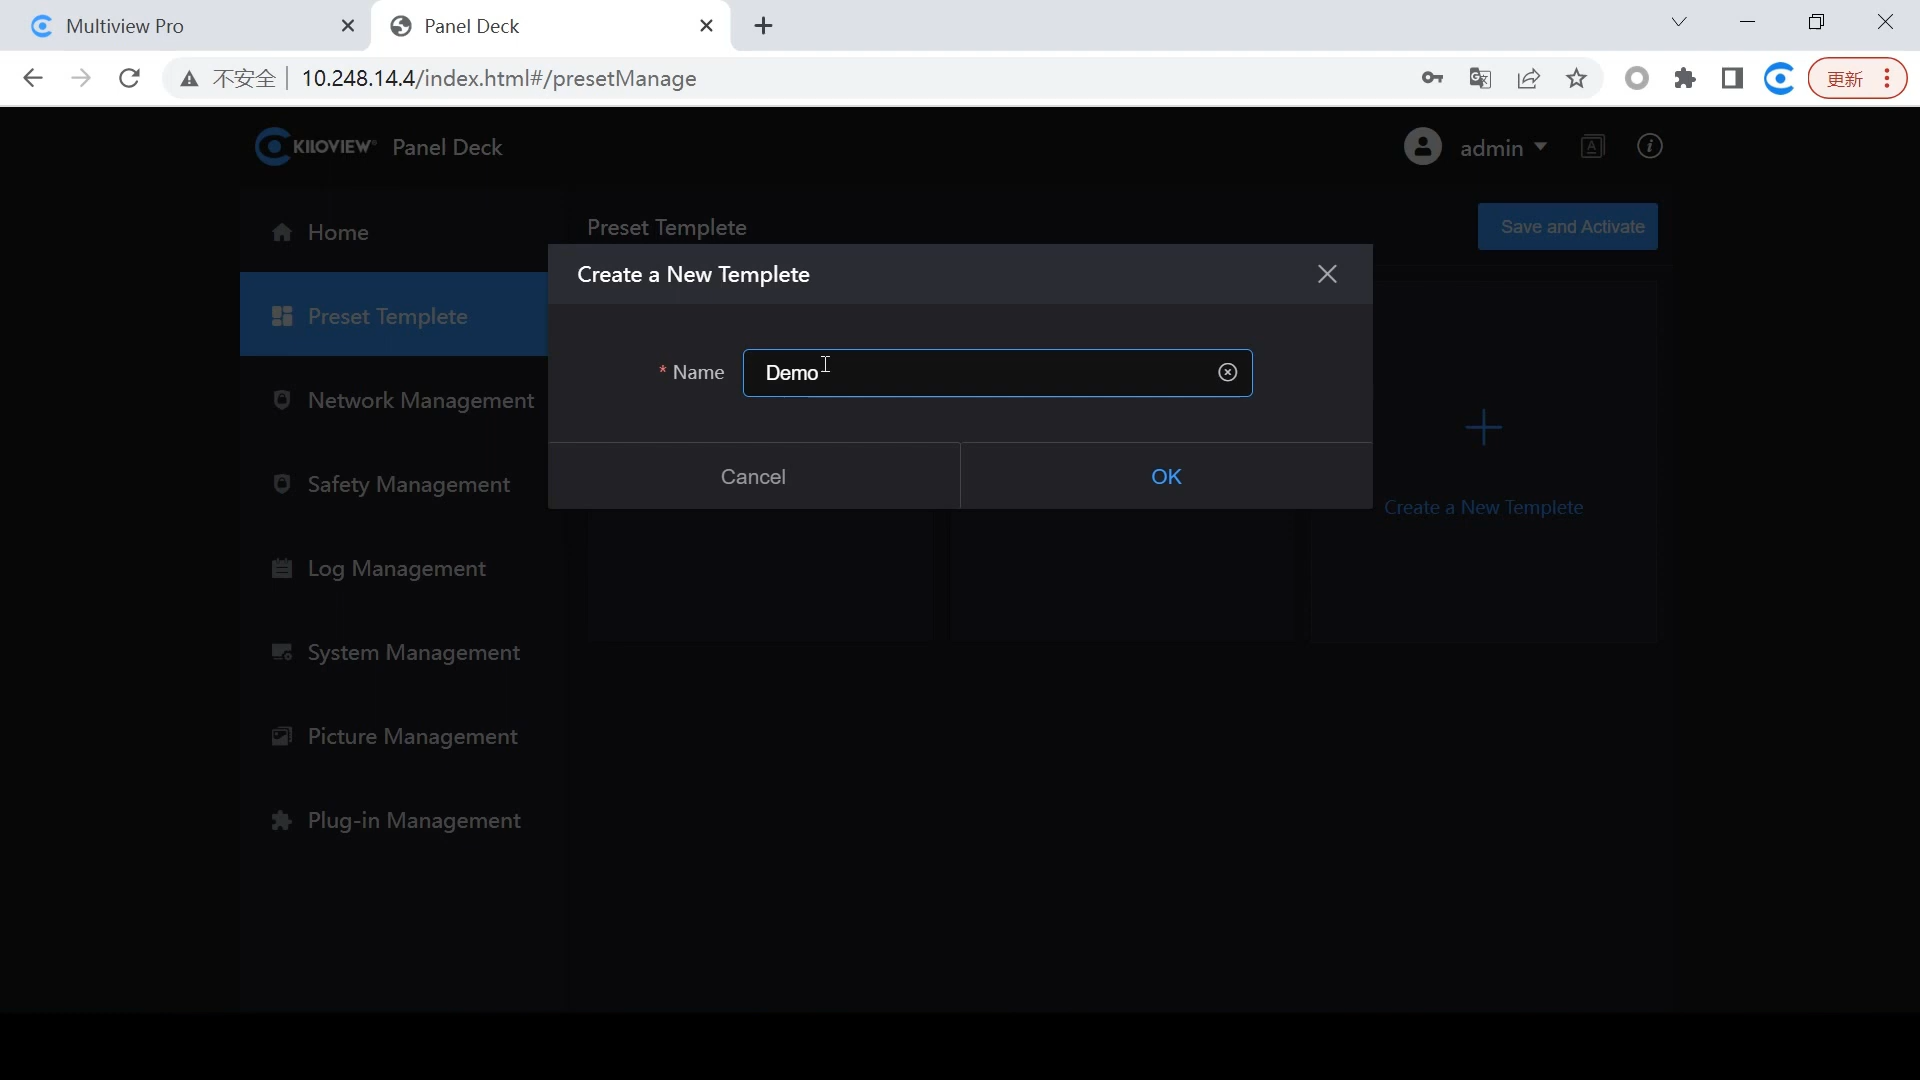 Multiview Pro
Panel Deck
不安全 10.248.14.4/index.html#/presetManage
更新
KILOVIEW® Panel Deck
admin
Home
Preset Templete
Save and Activate
Create a New Templete
Preset Templete
* Name Demo
Network Management
Cancel OK
Safety Management
Create a New Templete
Log Management
System Management
Picture Management
Plug-in Management